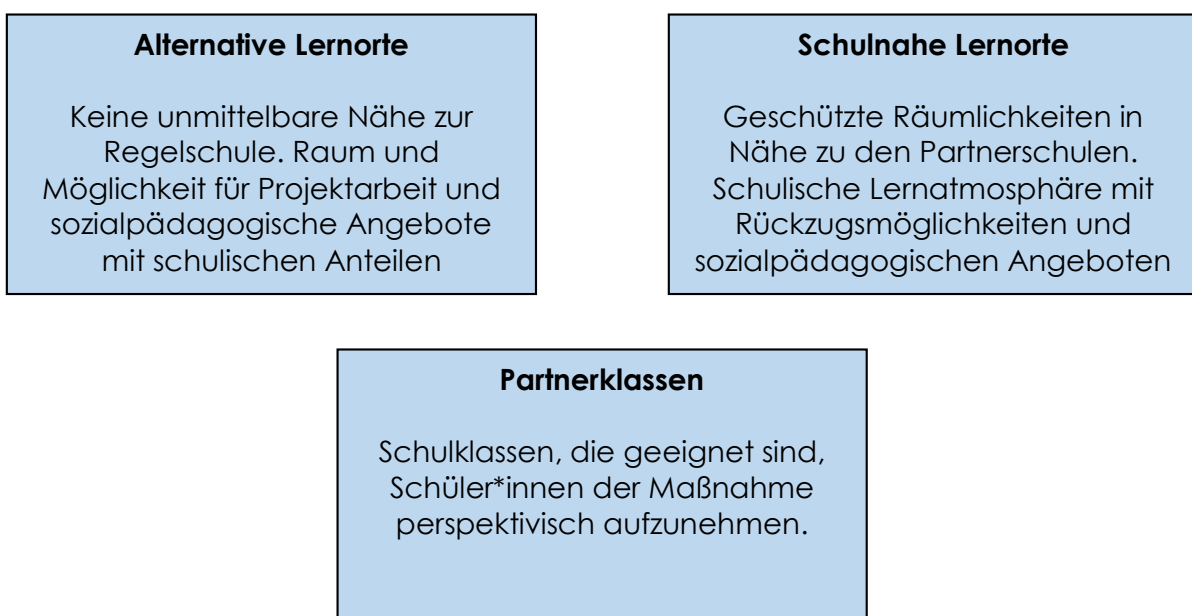 Alternative Lernorte
Keine unmittelbare Nähe zur
Regelschule. Raum und
Möglichkeit für Projektarbeit und
sozialpädagogische Angebote
mit schulischen Anteilen
Schulnahe Lernorte
Geschützte Räumlichkeiten in
Nähe zu den Partnerschulen.
Schulische Lernatmosphäre mit
Rückzugsmöglichkeiten und
sozialpädagogischen Angeboten
Partnerklassen
Schulklassen, die geeignet sind,
Schüler*innen der Maßnahme
perspektivisch aufzunehmen.